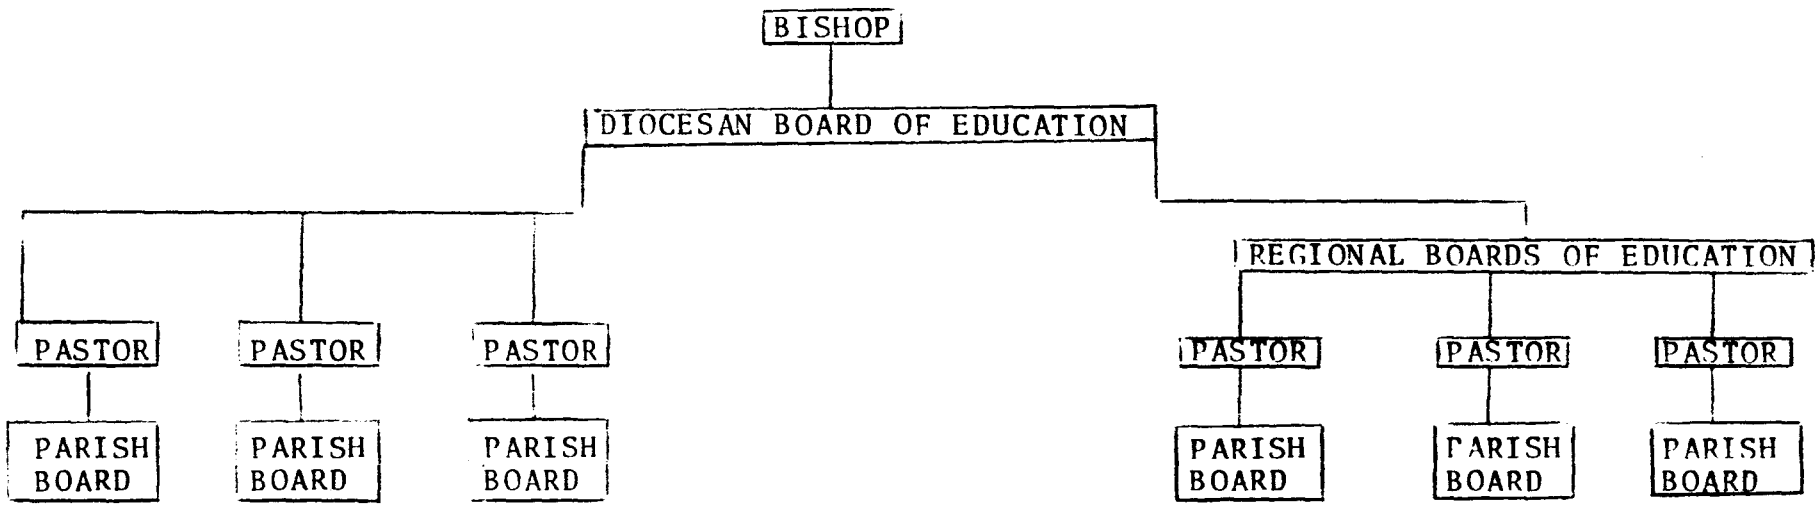 BISHOP
DIOCESAN BOARD OF EDUCATION
REGIONAL BOARDS OF EDUCATION
PASTOR
PASTOR
PASTOR
PASTOR
PASTOR
PASTOR
PARISH
BOARD
PARISH
BOARD
PARISH
BOARD
PARISH
BOARD
PARISH
BOARD
PARISH
BOARD